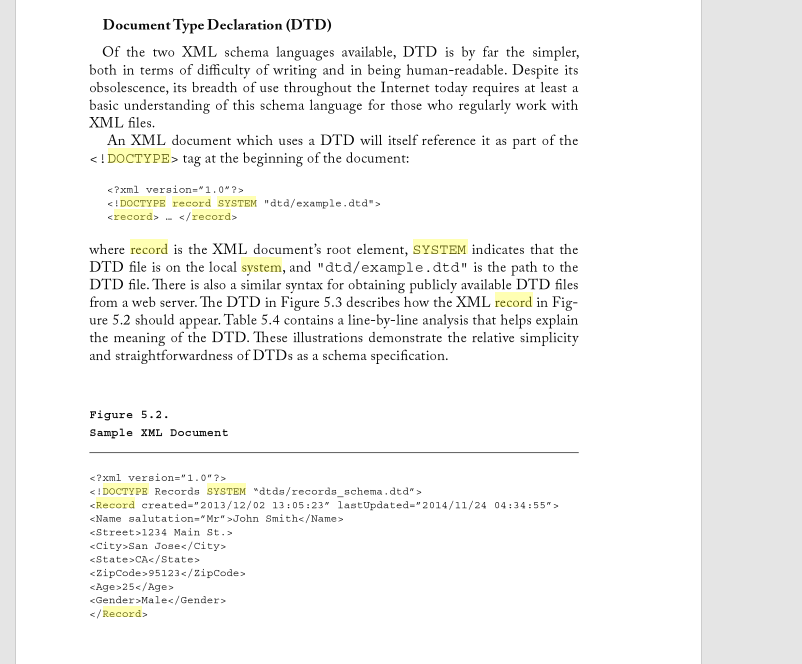 Document Type Declaration (DTD)
Of the two XML schema languages available, DTD is by far the simpler,
both in terms of difficulty of writing and in being human-readable. Despite its
obsolescence, its breadth of use throughout the Internet today requires at least a
basic understanding of this schema language for those who regularly work with
XML files.
An XML document which uses a DTD will itself reference it as part of the
<!DOCTYPE> tag at the beginning of the document:
<?xml version=”1.0”?>
<!DOCTYPE record SYSTEM "dtd/example.dtd">
<record> … </record>
where record is the XML document’s root element, SYSTEM indicates that the
DTD file is on the local system, and "dtd/example.dtd" is the path to the
DTD file. There is also a similar syntax for obtaining publicly available DTD files
from a web server. The DTD in Figure 5.3 describes how the XML record in Fig-
ure 5.2 should appear. Table 5.4 contains a line-by-line analysis that helps explain
the meaning of the DTD. These illustrations demonstrate the relative simplicity
and straightforwardness of DTDs as a schema specification.
Figure 5.2.
Sample XML Document
<?xml version=”1.0”?>
<!DOCTYPE Records SYSTEM “dtds/records_schema.dtd”>
<Record created=”2013/12/02 13:05:23” lastUpdated=”2014/11/24 04:34:55”>
<Name salutation=”Mr”>John Smith</Name>
<Street>1234 Main St.>
<City>San Jose</City>
<State>CA</State>
<ZipCode>95123</ZipCode>
<Age>25</Age>
<Gender>Male</Gender>
</Record>